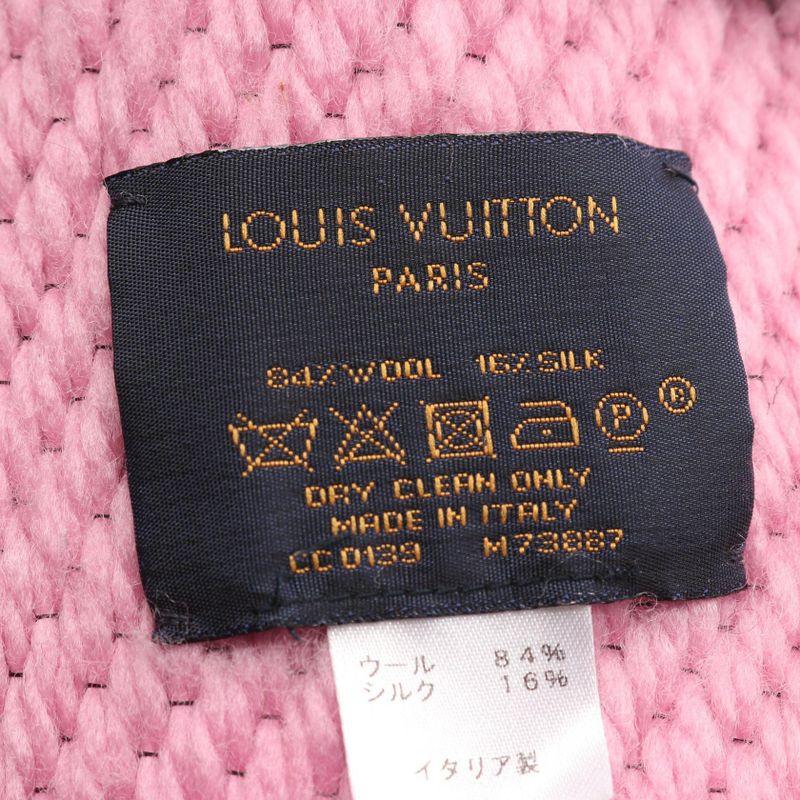 LOUIS VUITTON
PARIS
84% WOOL 16% SILK
P ®
DRY CLEAN ONLY
MADE IN ITALY
CC0139 M73887
ウール 84%
シルク 16%
イタリア製